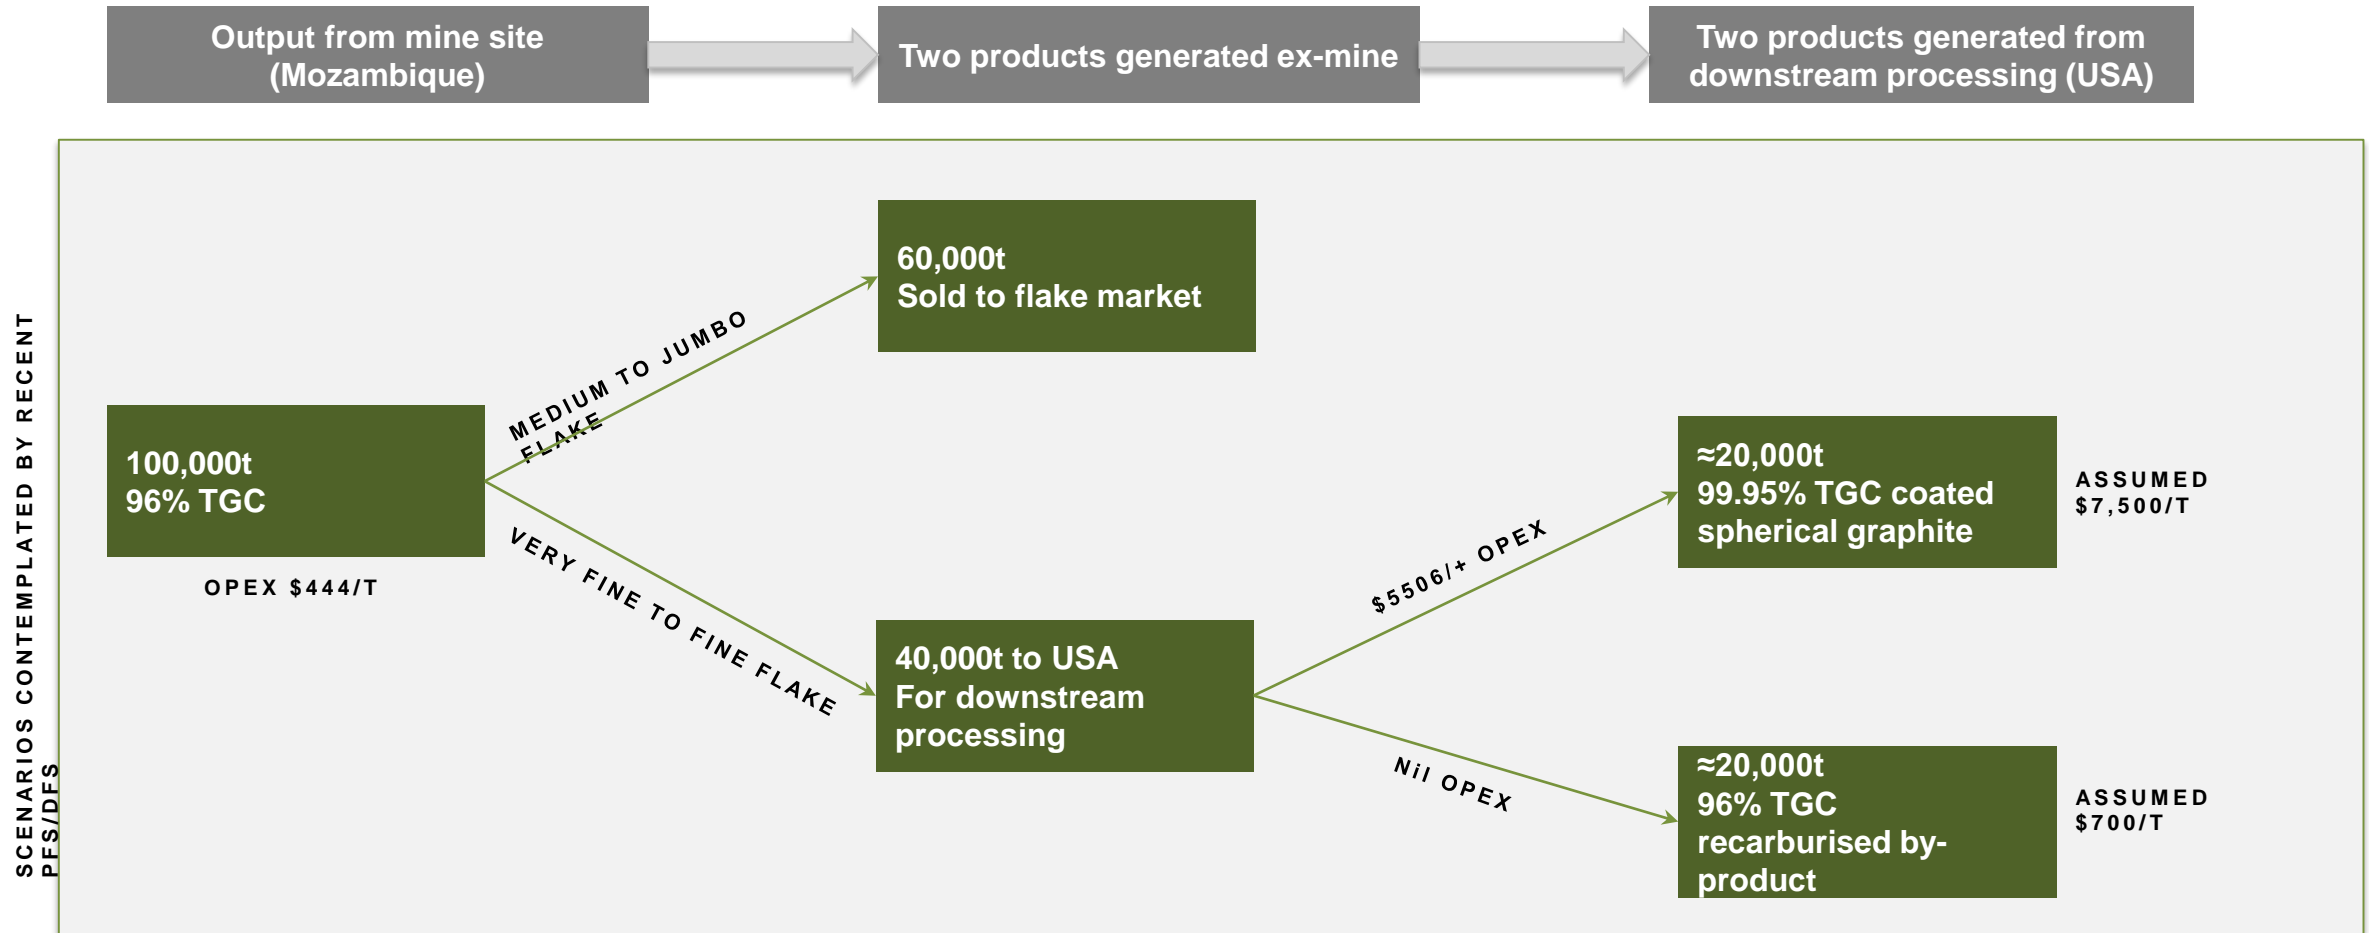 Output from mine site
(Mozambique)
Two products generated ex-mine
Two products generated from
downstream processing (USA)
SCENARIOS CONTEMPLATED BY RECENT
PFS/DFS
60,000t
Sold to flake market
MEDIUM TO JUMBO
FLAKE
100,000t
96% TGC
OPEX $444/T
VERY FINE TO FINE FLAKE
40,000t to USA
For downstream
processing
$5506/+ OPEX
≈20,000t
99.95% TGC coated
spherical graphite
ASSUMED
$7,500/T
Nil OPEX
≈20,000t
96% TGC
recarburised by-
product
ASSUMED
$700/T